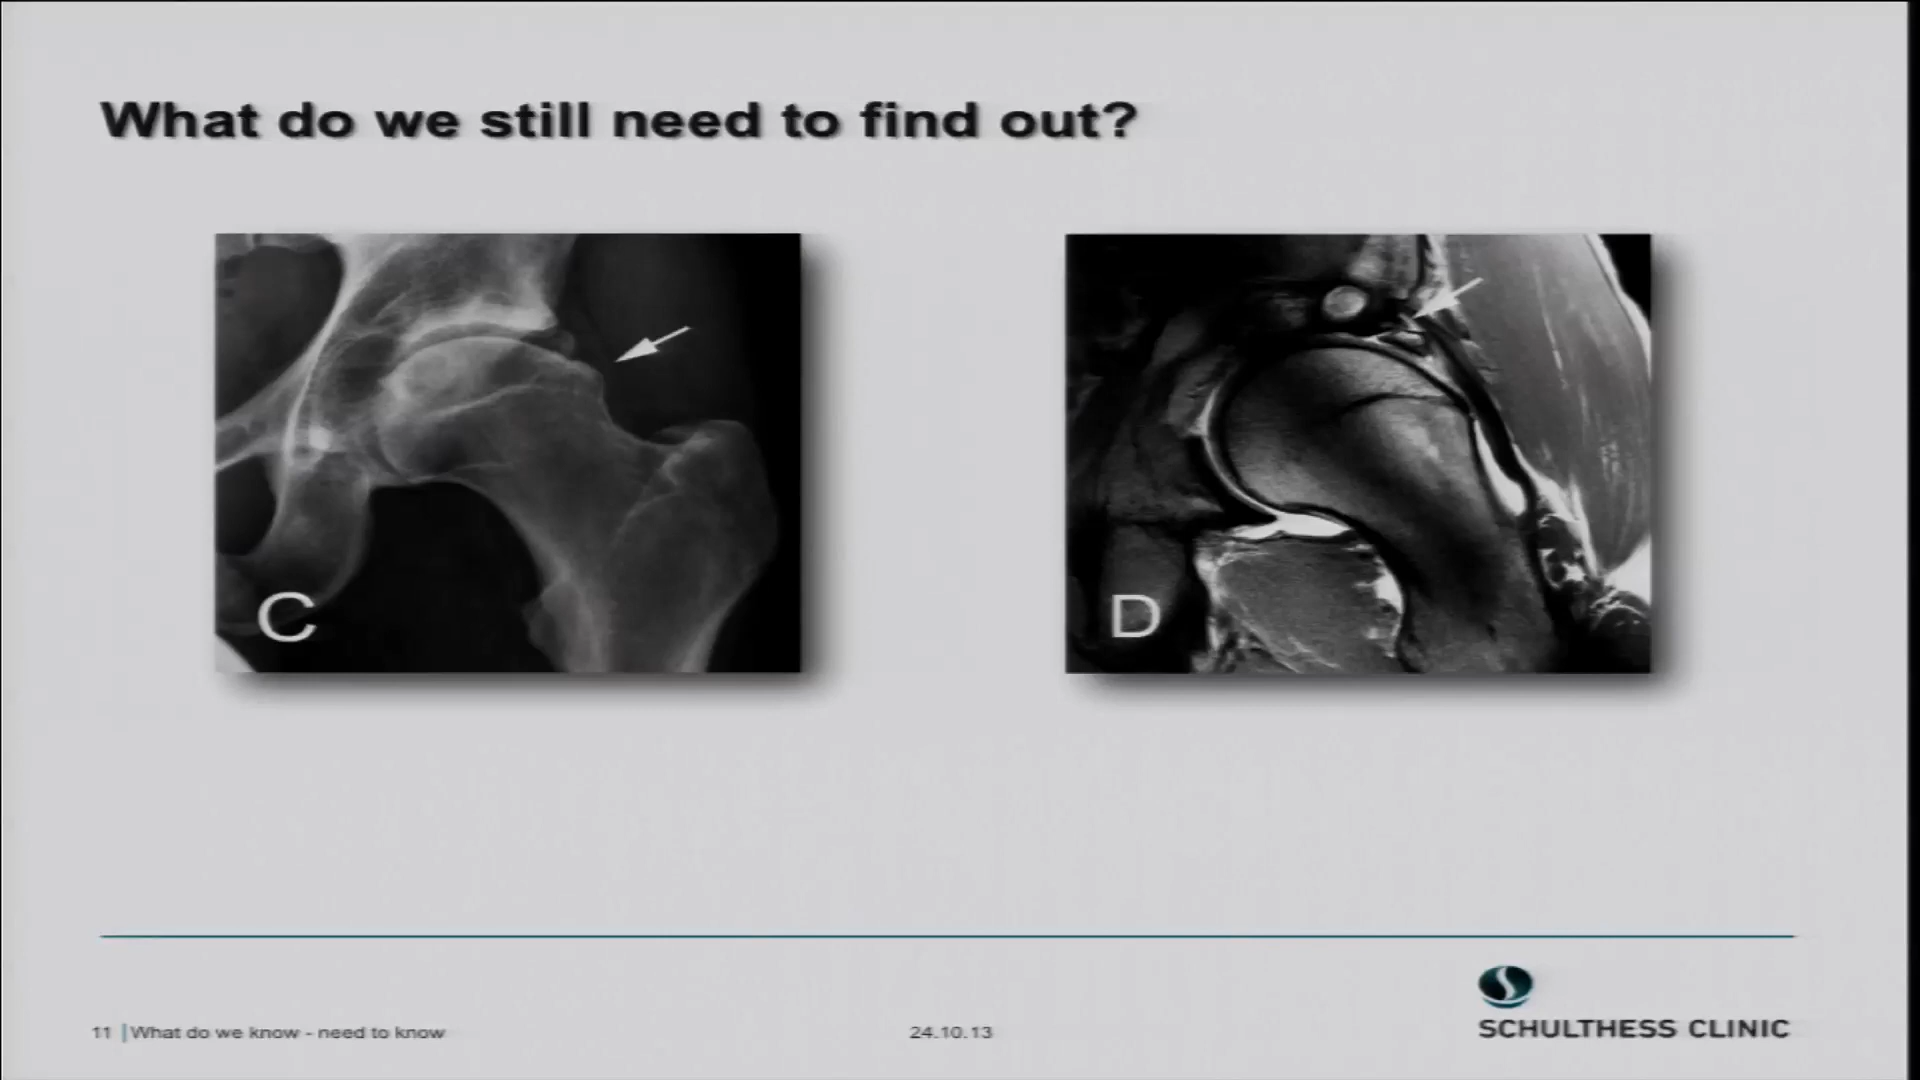 What do we still need to find out?
C
D
11 | What do we know - need to know
24.10.13
SCHULTHESS CLINIC